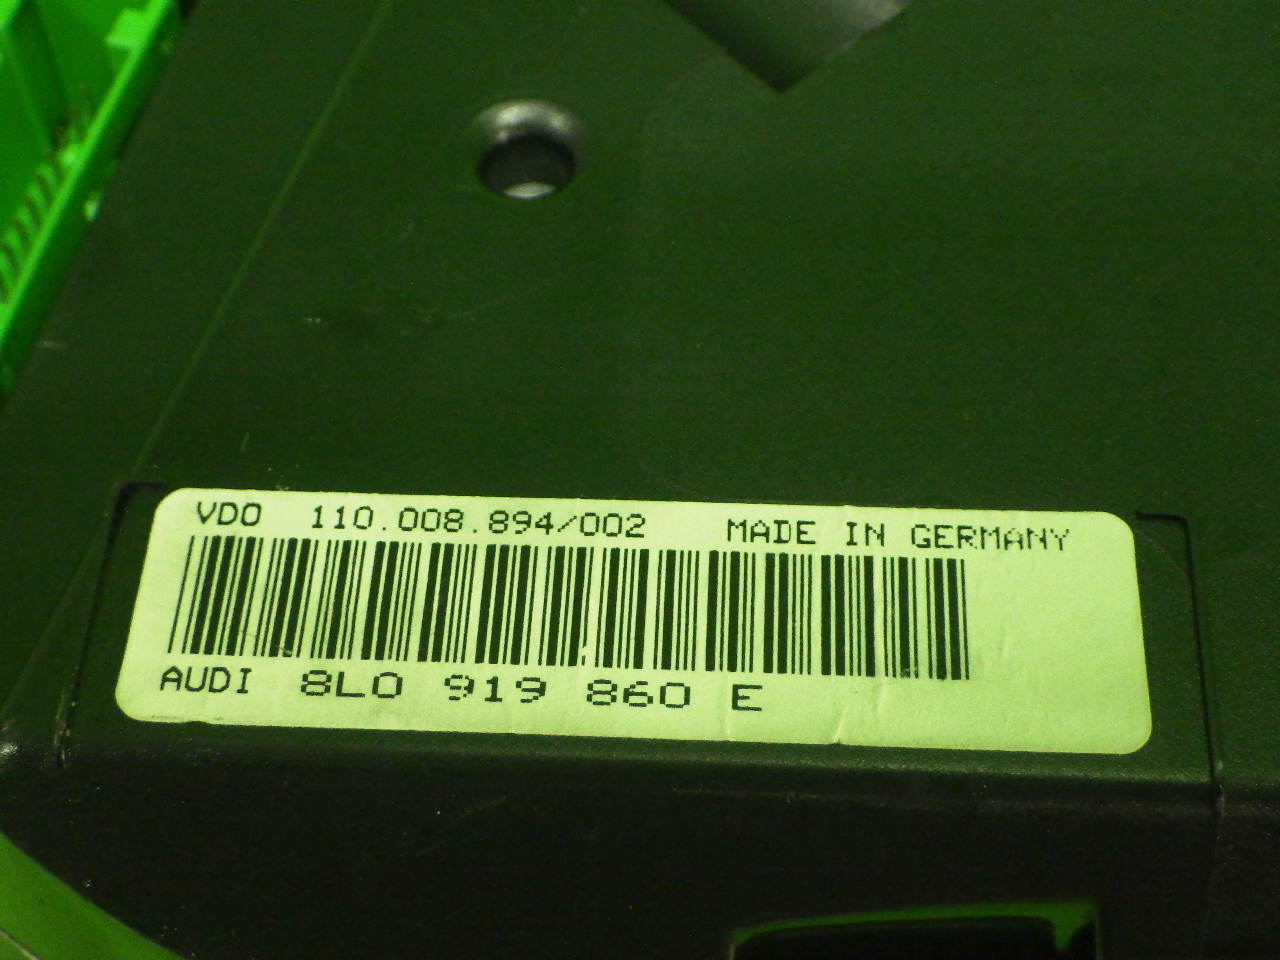 VDO 110.008.894/002 MADE IN GERMANY
AUDI 8L0 919 860 E